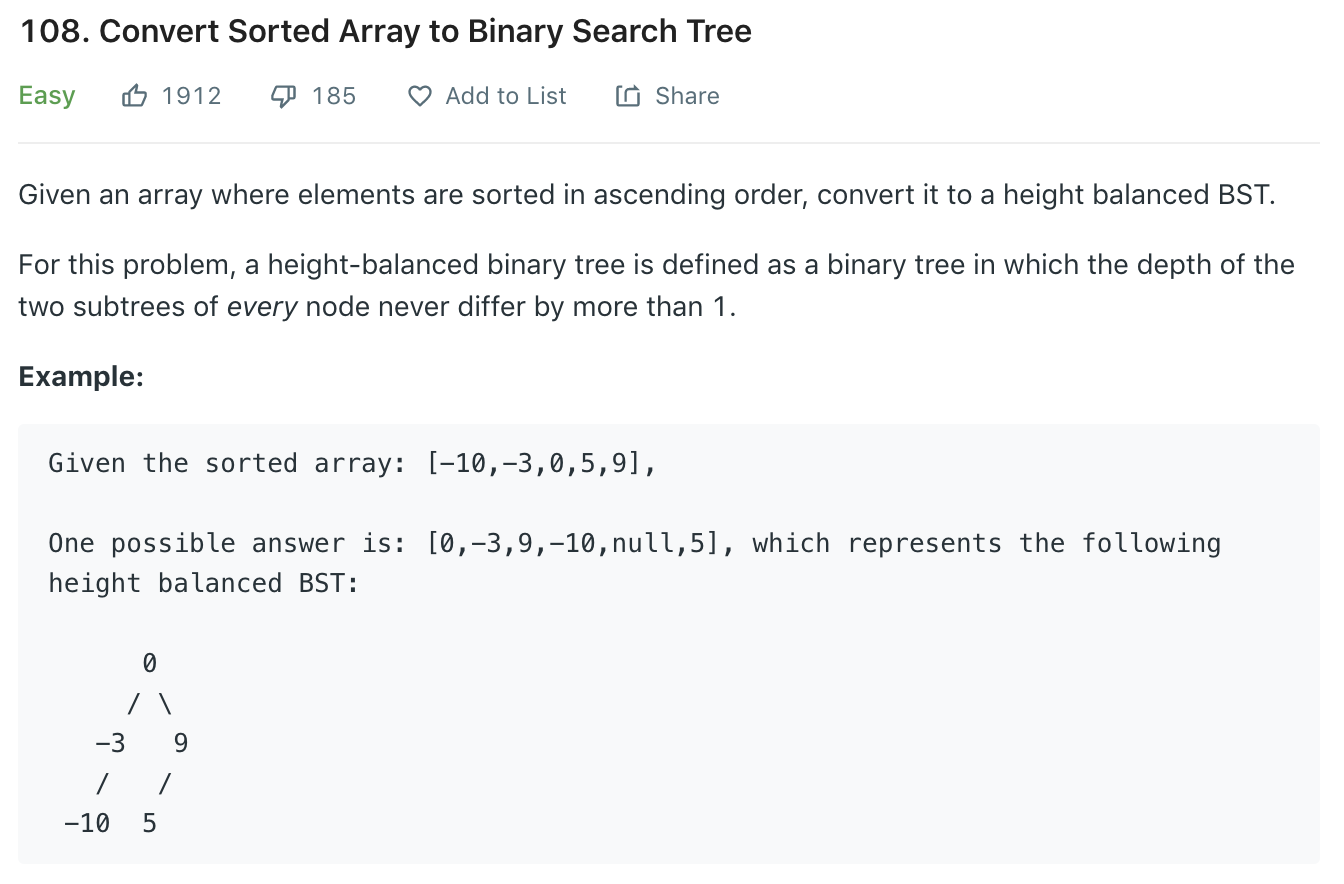 108. Convert Sorted Array to Binary Search Tree
Easy 1912 185 Add to List Share
Given an array where elements are sorted in ascending order, convert it to a height balanced BST.
For this problem, a height-balanced binary tree is defined as a binary tree in which the depth of the
two subtrees of every node never differ by more than 1.
Example:
Given the sorted array: [-10,-3,0,5,9],
One possible answer is: [0,-3,9,-10,null,5], which represents the following
height balanced BST:
      0
     / \
   -3   9
   /   /
 -10  5